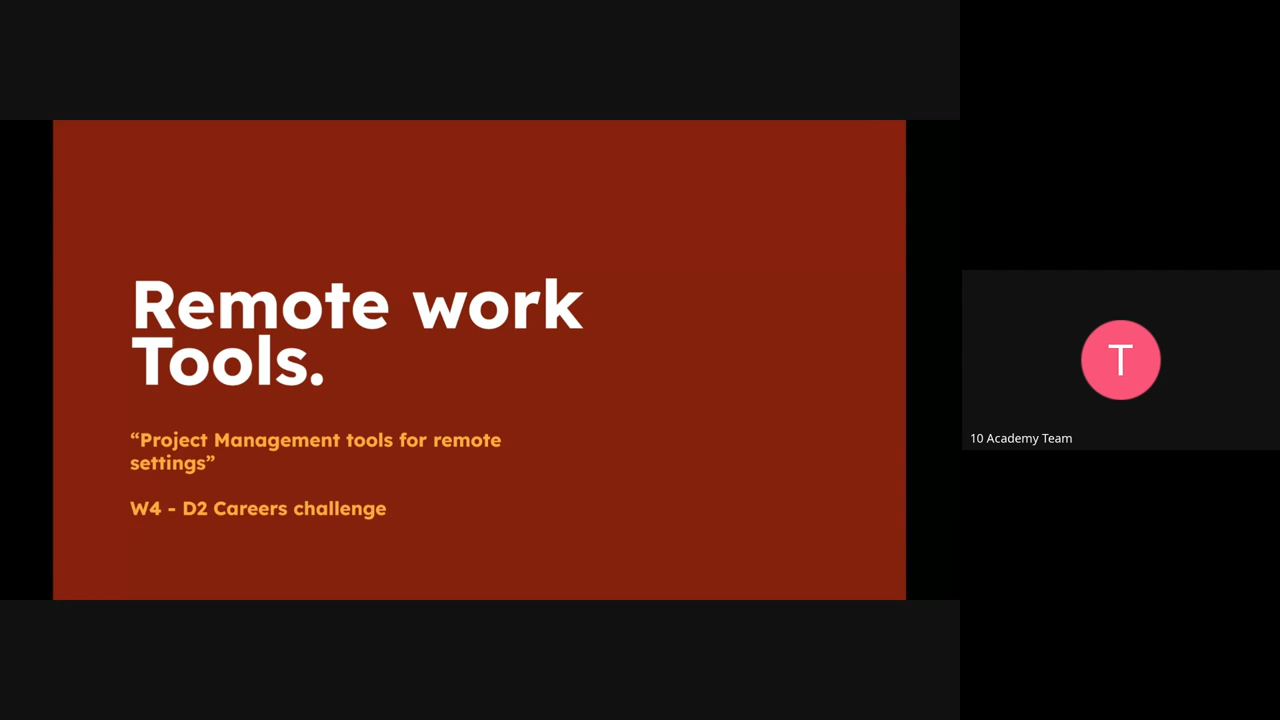 Remote work
Tools.
“Project Management tools for remote
settings”
W4 - D2 Careers challenge
T
10 Academy Team